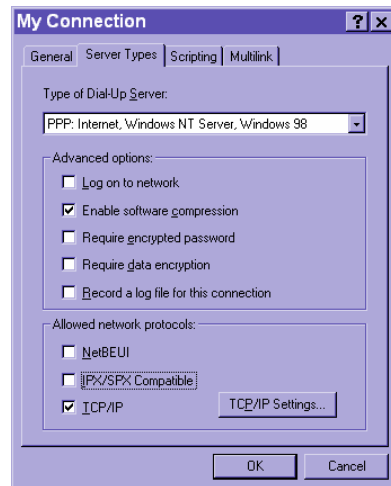 My Connection
General Server Types Scripting Multilink
Type of Dial-Up Server:
PPP: Internet, Windows NT Server, Windows 98
Advanced options:
Log on to network
Enable software compression
Require encrypted password
Require data encryption
Record a log file for this connection
Allowed network protocols:
NetBEUI
IPX/SPX Compatible
TCP/IP TCP/IP Settings...
OK Cancel